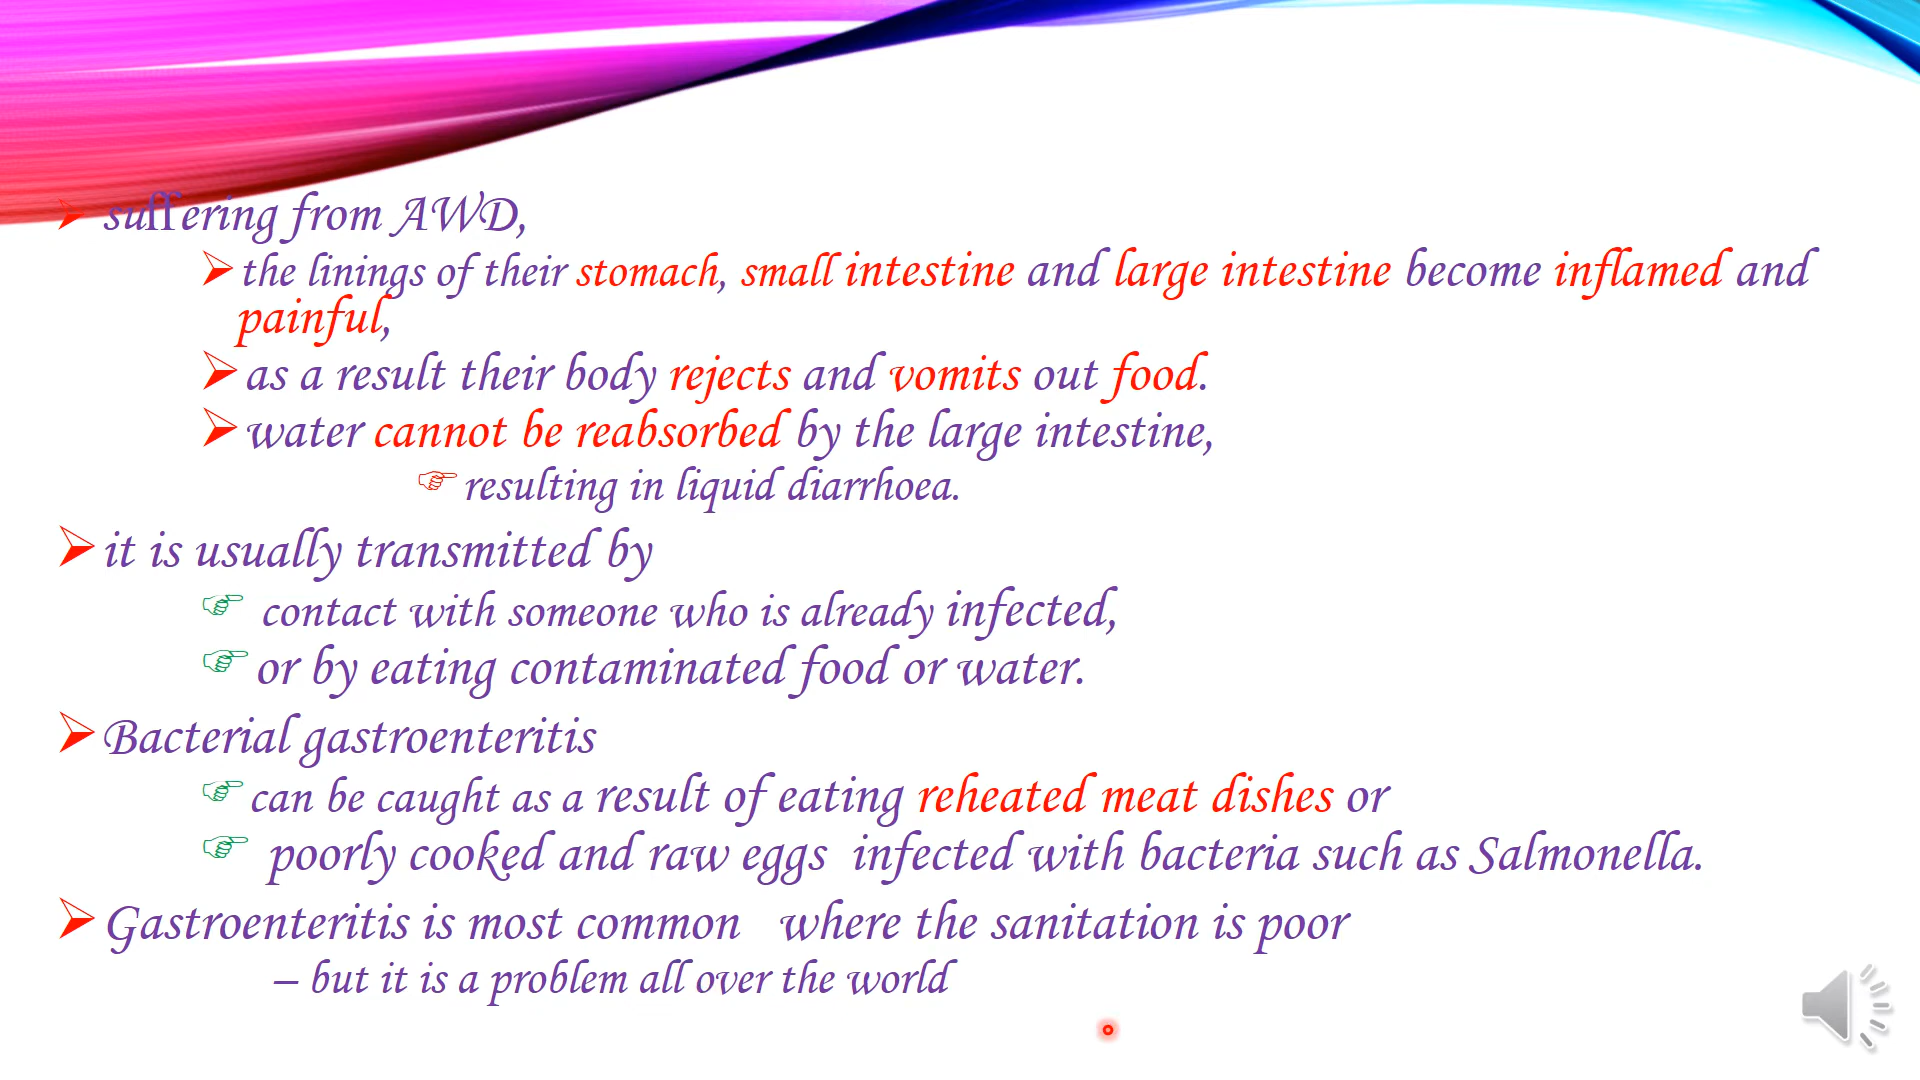 suffering from AWD,
the linings of their stomach, small intestine and large intestine become inflamed and
painful,
as a result their body rejects and vomits out food.
water cannot be reabsorbed by the large intestine,
resulting in liquid diarrhoea.
it is usually transmitted by
contact with someone who is already infected,
or by eating contaminated food or water.
Bacterial gastroenteritis
can be caught as a result of eating reheated meat dishes or
poorly cooked and raw eggs infected with bacteria such as Salmonella.
Gastroenteritis is most common where the sanitation is poor
– but it is a problem all over the world